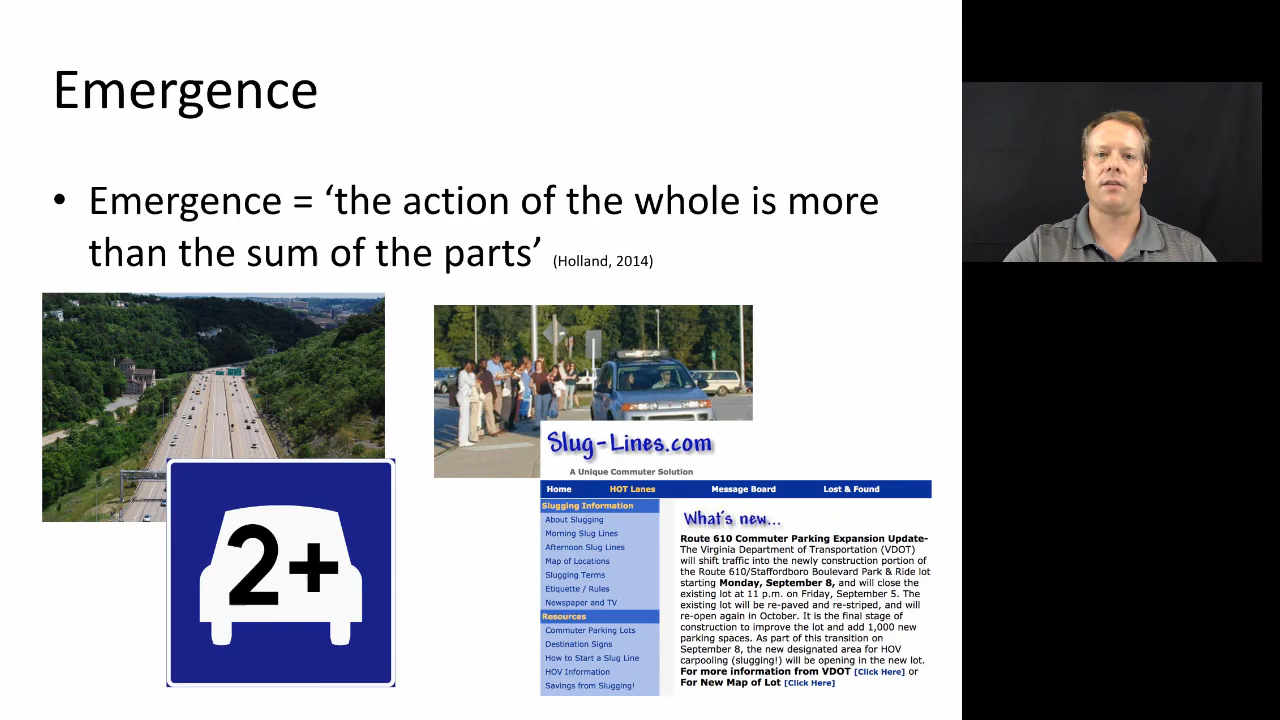 Emergence
• Emergence = ‘the action of the whole is more
than the sum of the parts’ (Holland, 2014)
2+
Slug-Lines.com
A Unique Commuter Solution
Home HOT Lanes Message Board Lost & Found
Slugging Information
About Slugging
Morning Slug Lines
Afternoon Slug Lines
Map of Locations
Slugging Terms
Etiquette / Rules
Newspaper and TV
Resources
Commuter Parking Lots
Destination Signs
How to Start a Slug Line
HOV Information
Savings from Slugging!
What's new...
Route 610 Commuter Parking Expansion Update-
The Virginia Department of Transportation (VDOT)
will shift traffic into the newly construction portion of
the Route 610/Staffordboro Boulevard Park & Ride lot
starting Monday, September 8, and will close the
existing lot at 11 p.m. on Friday, September 5. The
existing lot will be re-paved and re-striped, and will
re-open again in October. It is the final stage of
construction to improve the lot and add 1,000 new
parking spaces. As part of this transition on
September 8, the new designated area for HOV
carpooling (slugging!) will be opening in the new lot.
For more information from VDOT [Click Here] or
For New Map of Lot [Click Here]